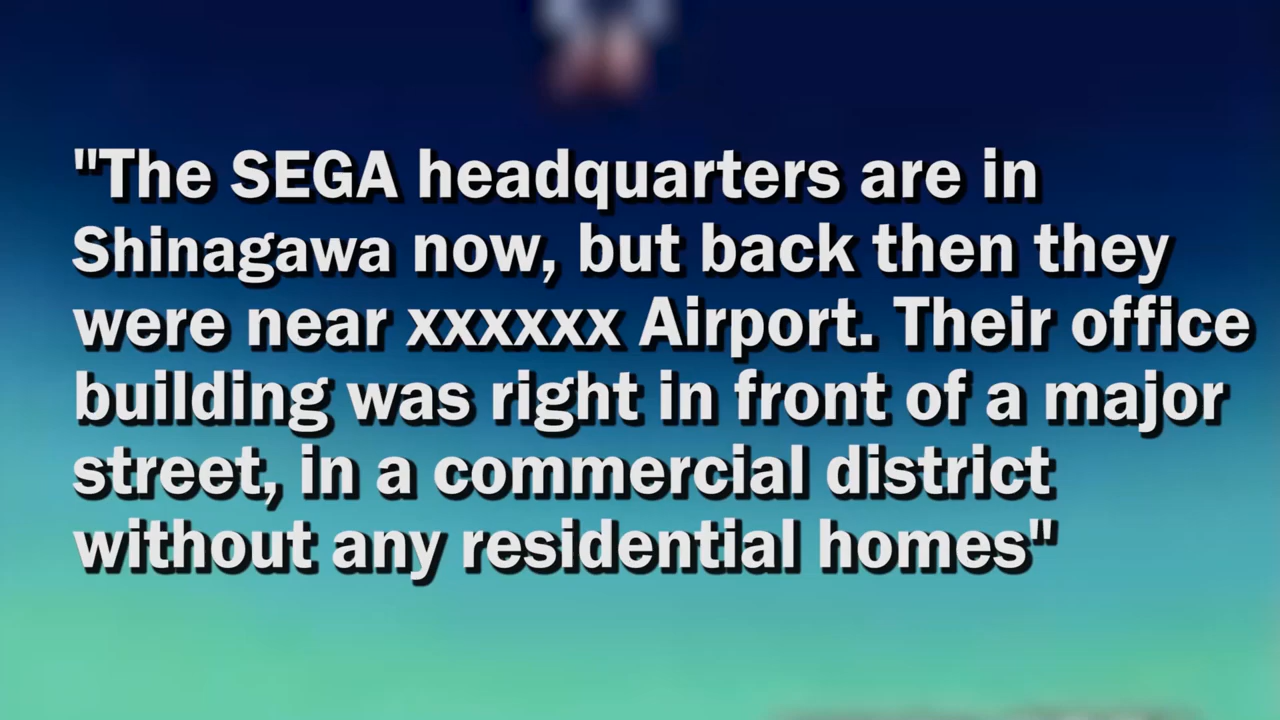 "The SEGA headquarters are in
Shinagawa now, but back then they
were near xxxxxx Airport. Their office
building was right in front of a major
street, in a commercial district
without any residential homes"